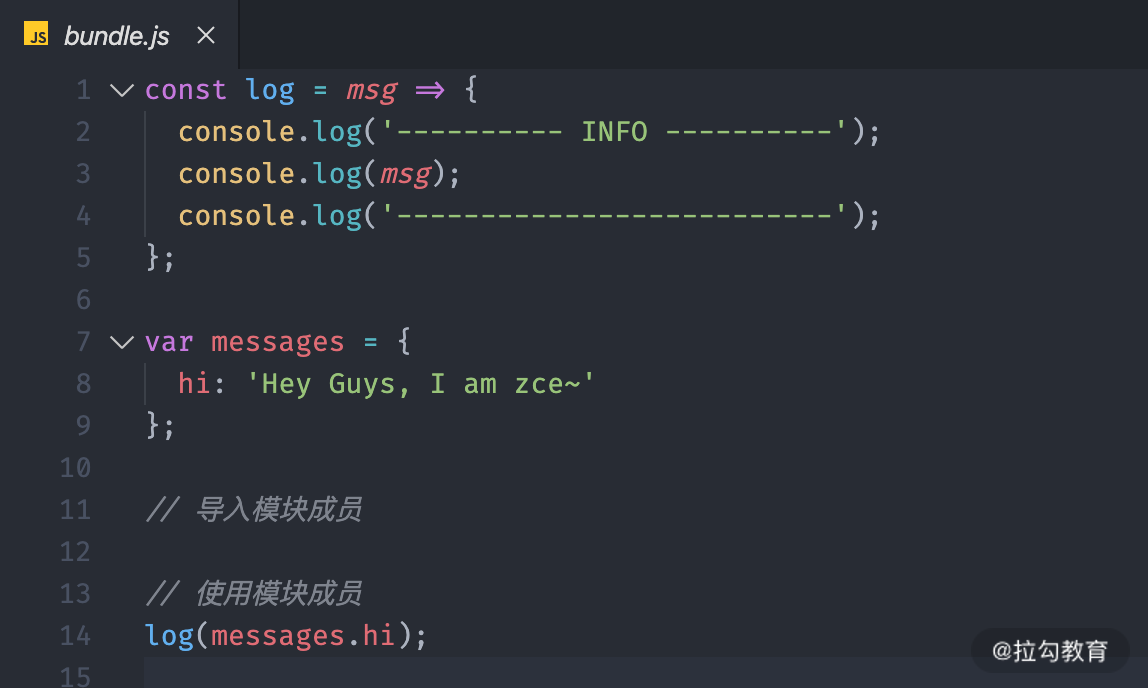 JS bundle.js
1 const log = msg => {
2 console.log('---------- INFO ----------');
3 console.log(msg);
4 console.log('--------------------------');
5 };
6
7 var messages = {
8 hi: 'Hey Guys, I am zce~'
9 };
10
11 // 导入模块成员
12
13 // 使用模块成员
14 log(messages.hi);
15
@拉勾教育